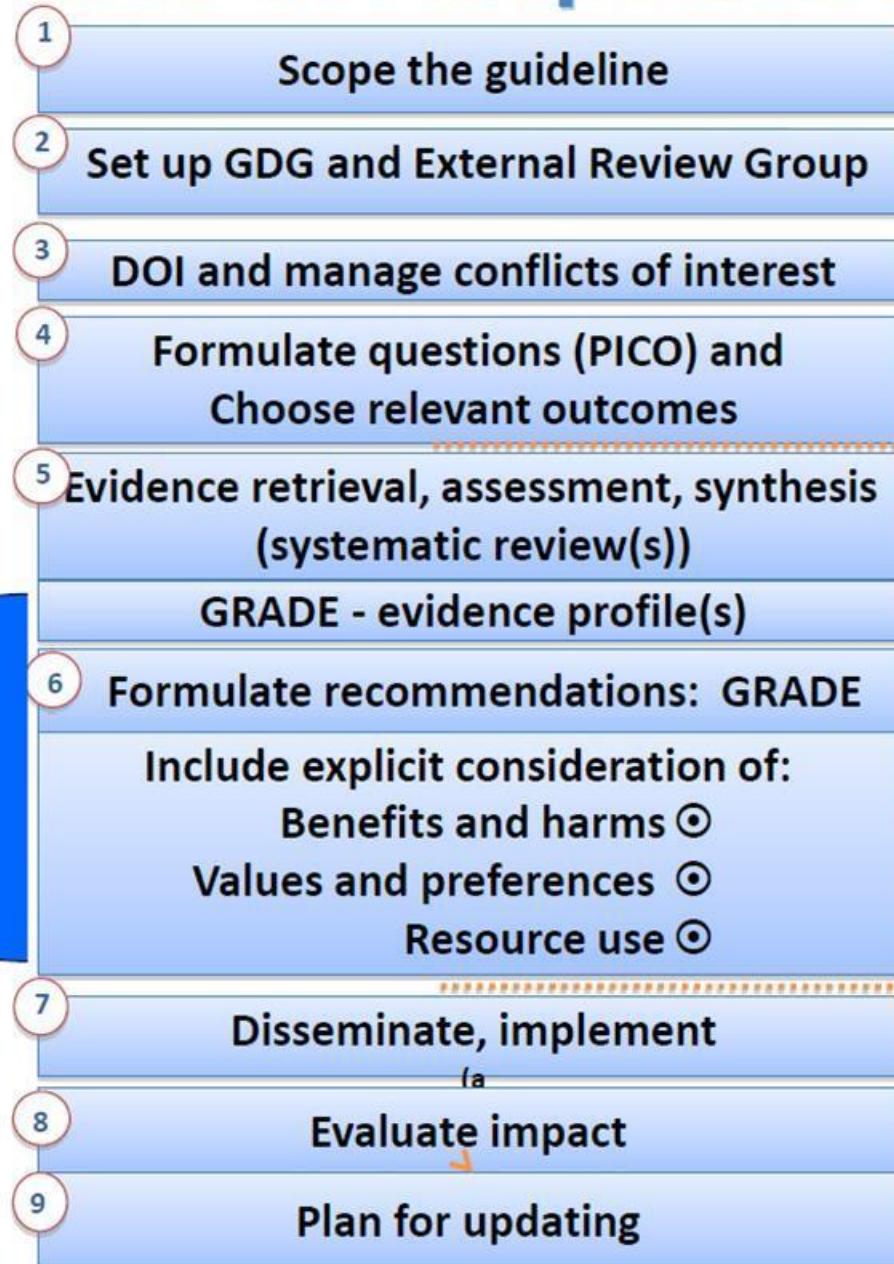 1
Scope the guideline
2
Set up GDG and External Review Group
3
DOI and manage conflicts of interest
4
Formulate questions (PICO) and
Choose relevant outcomes
5
Evidence retrieval, assessment, synthesis
(systematic review(s))
GRADE - evidence profile(s)
6
Formulate recommendations: GRADE
Include explicit consideration of:
Benefits and harms ⊙
Values and preferences ⊙
Resource use ⊙
7
Disseminate, implement
(a
8
Evaluate impact
9
Plan for updating